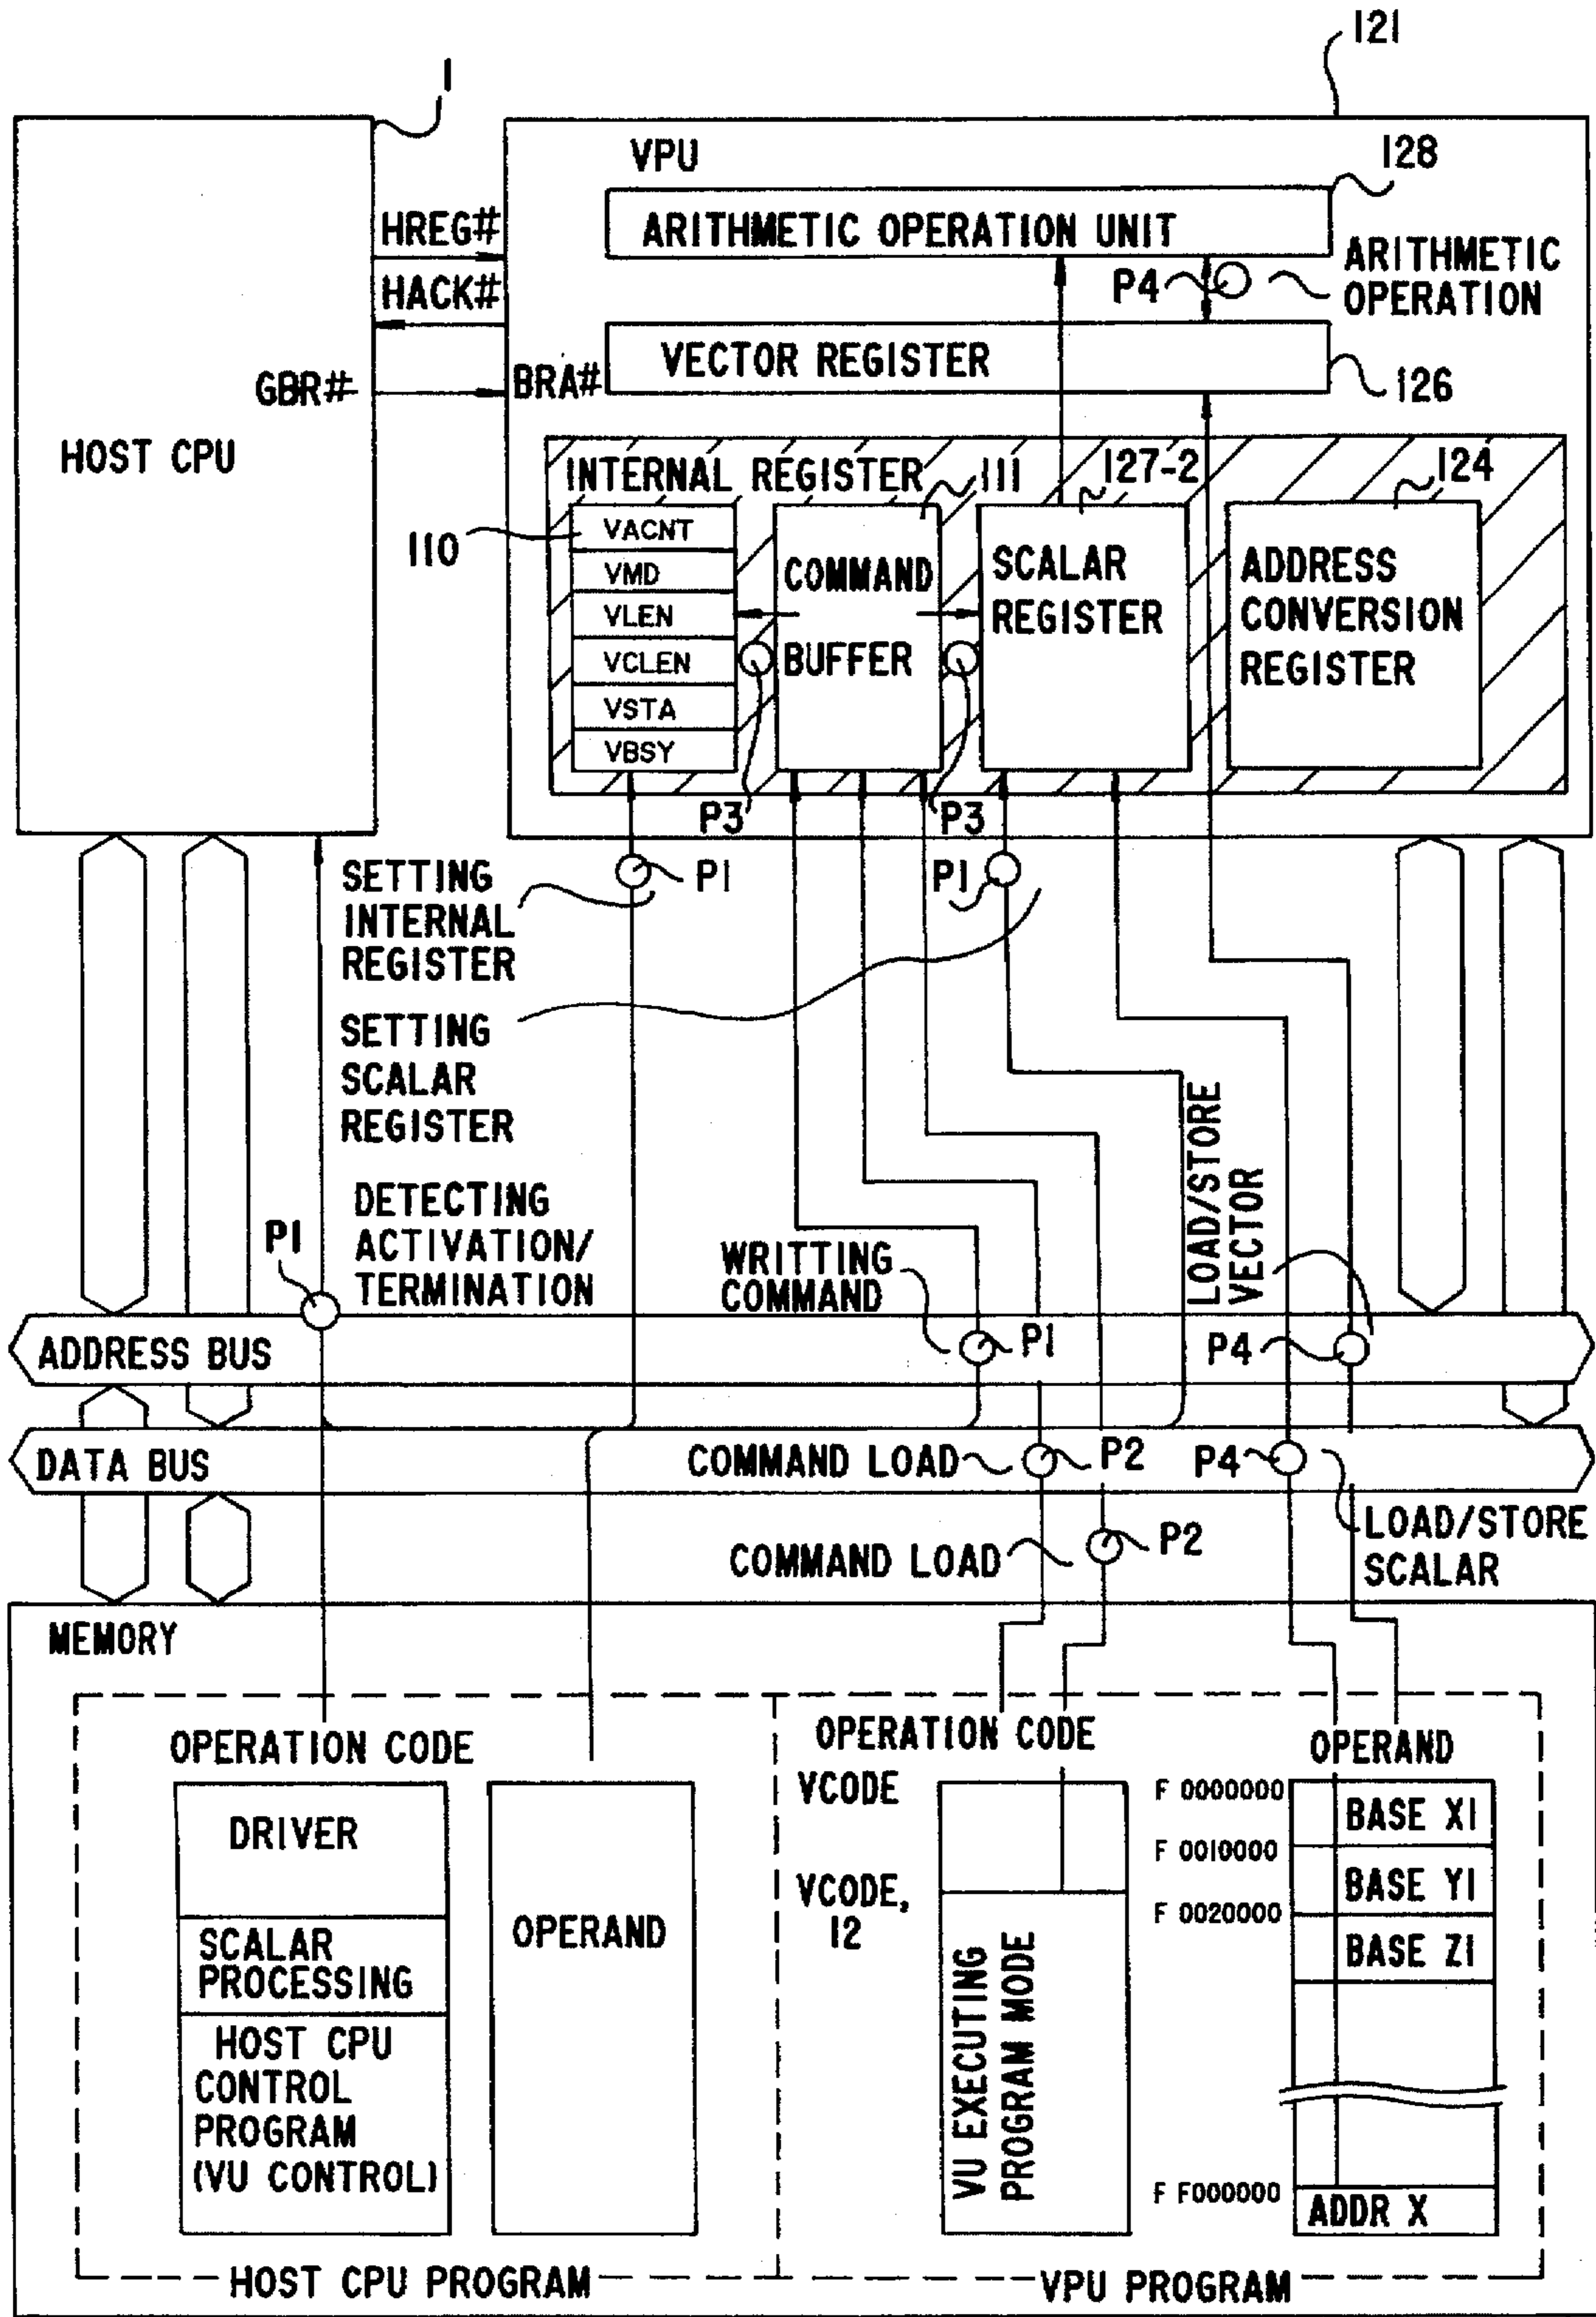 121
1
VPU
128
HREG#
ARITHMETIC OPERATION UNIT
HACK#
P4
ARITHMETIC
OPERATION
VECTOR REGISTER
GBR#
BRA#
126
HOST CPU
INTERNAL REGISTER
111
127-2
124
110
VACNT
VMD
VLEN
VCLEN
VSTA
VBSY
COMMAND
BUFFER
SCALAR
REGISTER
ADDRESS
CONVERSION
REGISTER
P3
P3
SETTING
INTERNAL
REGISTER
P1
P1
SETTING
SCALAR
REGISTER
DETECTING
ACTIVATION/
TERMINATION
P1
WRITTING
COMMAND
LOAD/STORE
VECTOR
ADDRESS BUS
P1
P4
DATA BUS
COMMAND LOAD
P2
P4
COMMAND LOAD
P2
LOAD/STORE
SCALAR
MEMORY
OPERATION CODE
DRIVER
SCALAR
PROCESSING
HOST CPU
CONTROL
PROGRAM
(VU CONTROL)
OPERAND
HOST CPU PROGRAM
OPERATION CODE
VCODE
VCODE,
12
VU EXECUTING
PROGRAM MODE
OPERAND
F 0000000
BASE X1
F 0010000
BASE Y1
F 0020000
BASE Z1
F F000000
ADDR X
VPU PROGRAM